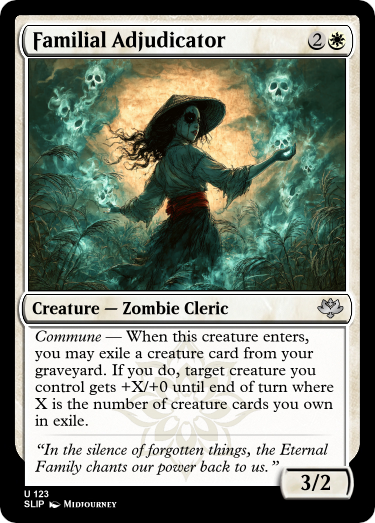 Familial Adjudicator 2
Creature — Zombie Cleric
Commune — When this creature enters,
you may exile a creature card from your
graveyard. If you do, target creature you
control gets +X/+0 until end of turn where
X is the number of creature cards you own
in exile.
“In the silence of forgotten things, the Eternal
Family chants our power back to us.”
3/2
U 123
SLIP Midjourney